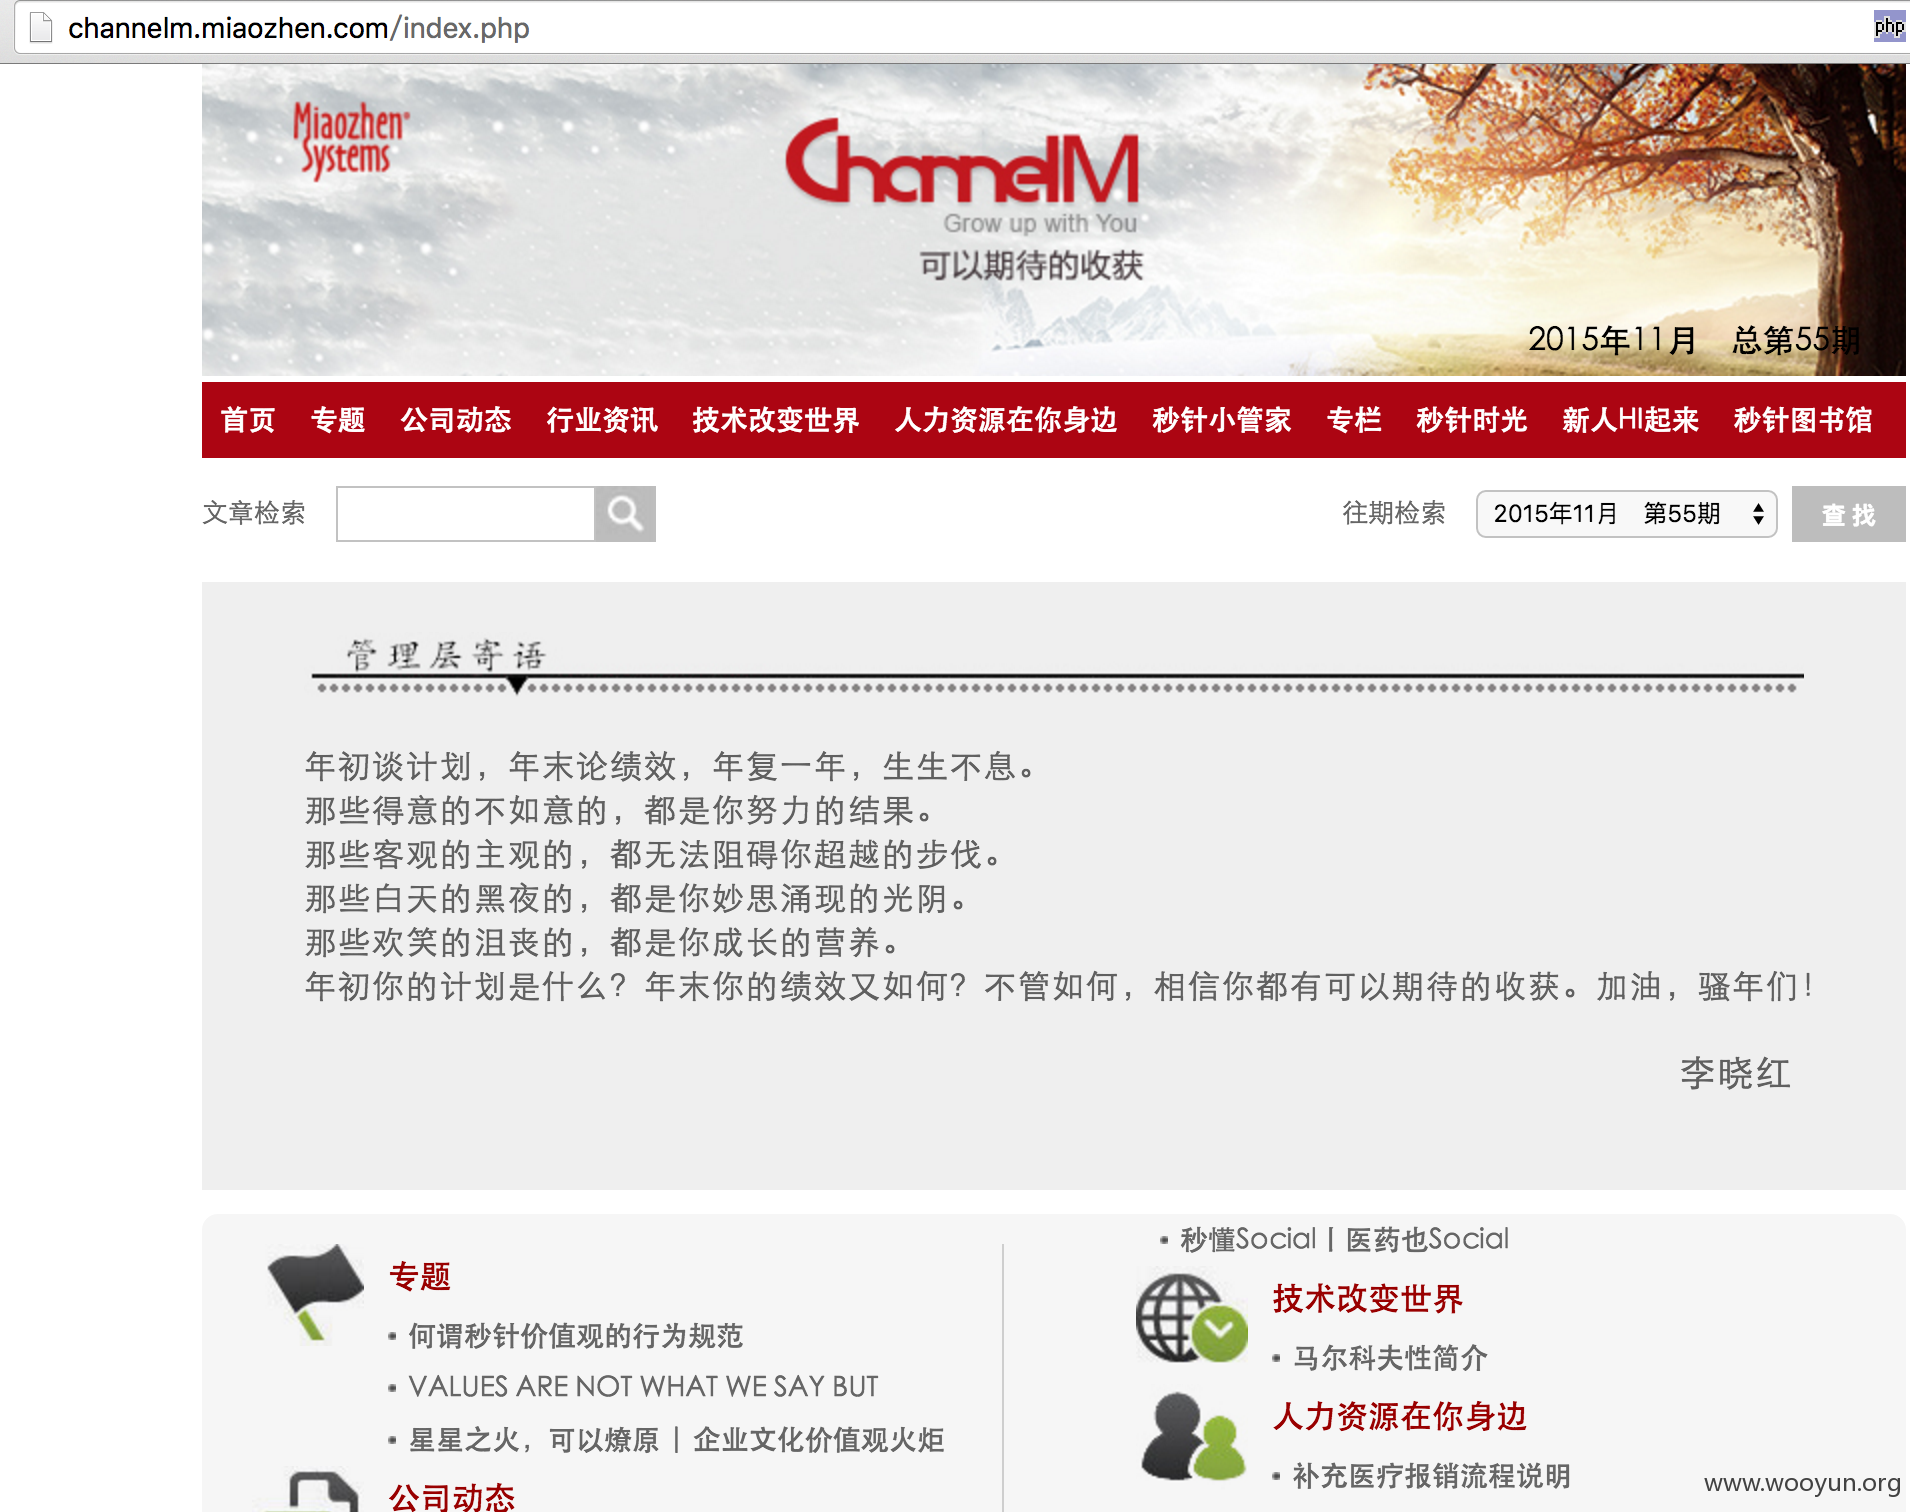 channelm.miaozhen.com/index.php
php
Miaozhen
Systems
ChannelM
Grow up with You
可以期待的收获
2015年11月 总第55期
首页 专题 公司动态 行业资讯 技术改变世界 人力资源在你身边 秒针小管家 专栏 秒针时光 新人HI起来 秒针图书馆
文章检索 往期检索 2015年11月 第55期 查找
管理层寄语
年初谈计划，年末论绩效，年复一年，生生不息。
那些得意的不如意的，都是你努力的结果。
那些客观的主观的，都无法阻碍你超越的步伐。
那些白天的黑夜的，都是你妙思涌现的光阴。
那些欢笑的沮丧的，都是你成长的营养。
年初你的计划是什么？年末你的绩效又如何？不管如何，相信你都有可以期待的收获。加油，骚年们！
李晓红
专题
• 何谓秒针价值观的行为规范
• VALUES ARE NOT WHAT WE SAY BUT
• 星星之火，可以燎原丨企业文化价值观火炬
公司动态
• 秒懂Social丨医药也Social
技术改变世界
• 马尔科夫性简介
人力资源在你身边
• 补充医疗报销流程说明
www.wooyun.org